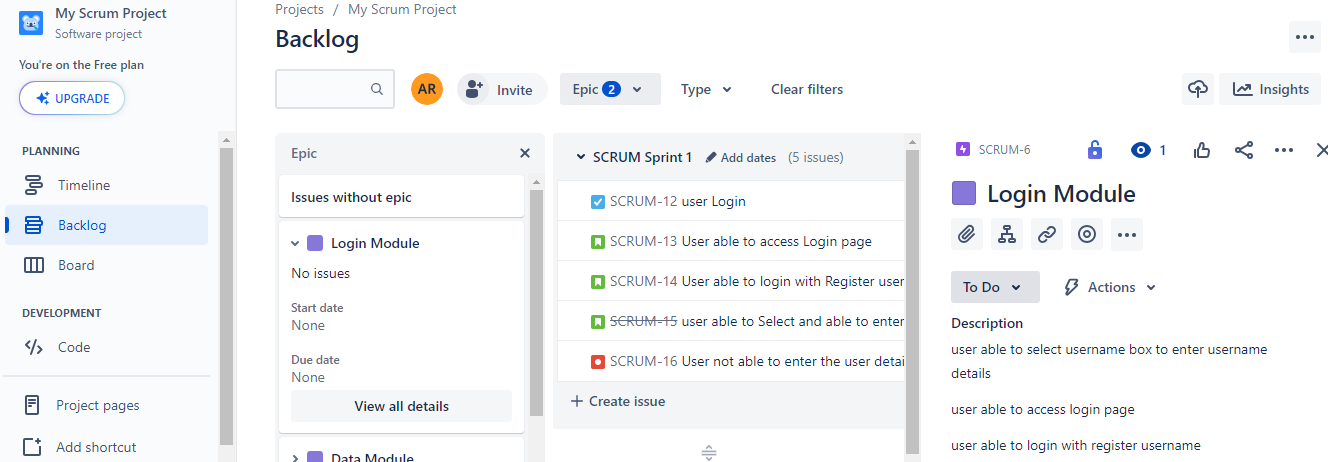 My Scrum Project
Software project
You're on the Free plan
UPGRADE
PLANNING
Timeline
Backlog
Board
DEVELOPMENT
Code
Project pages
Add shortcut
Projects / My Scrum Project
Backlog
AR
Invite
Epic 2
Type
Clear filters
Insights
Epic
Issues without epic
Login Module
No issues
Start date
None
Due date
None
View all details
Data Module
SCRUM Sprint 1 Add dates (5 issues)
SCRUM-12 user Login
SCRUM-13 User able to access Login page
SCRUM-14 User able to login with Register user
SCRUM-15 user able to Select and able to enter
SCRUM-16 User not able to enter the user detai
Create issue
SCRUM-6
1
Login Module
To Do
Actions
Description
user able to select username box to enter username
details
user able to access login page
user able to login with register username